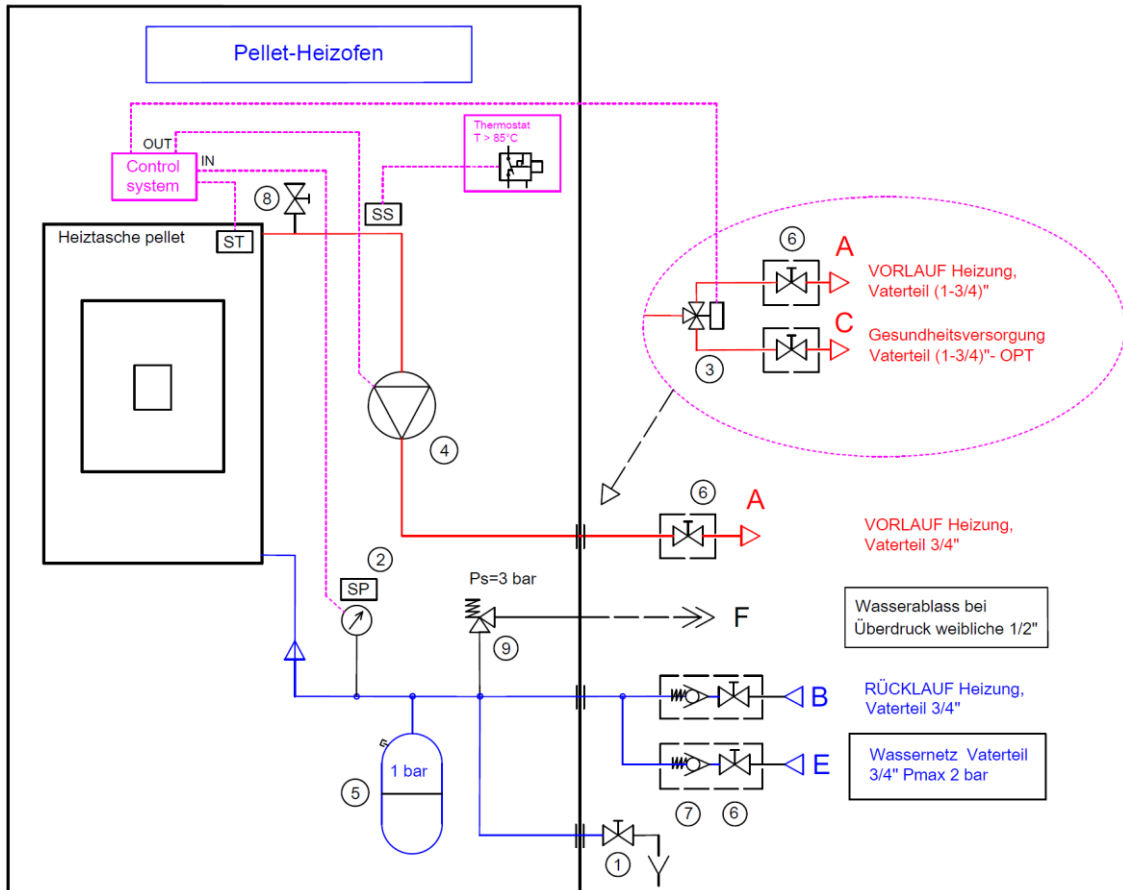 Pellet-Heizofen
Thermostat
T > 85°C
OUT
IN
Control
system
8
SS
Heiztasche pellet
ST
6
A
VORLAUF Heizung,
Vaterteil (1-3/4)"
C
Gesundheitsversorgung
Vaterteil (1-3/4)"- OPT
3
4
6
A
VORLAUF Heizung,
Vaterteil 3/4"
2
SP
Ps=3 bar
F
Wasserablass bei
Überdruck weibliche 1/2"
9
B
RÜCKLAUF Heizung,
Vaterteil 3/4"
1 bar
5
E
Wassernetz Vaterteil
3/4" Pmax 2 bar
7
6
1